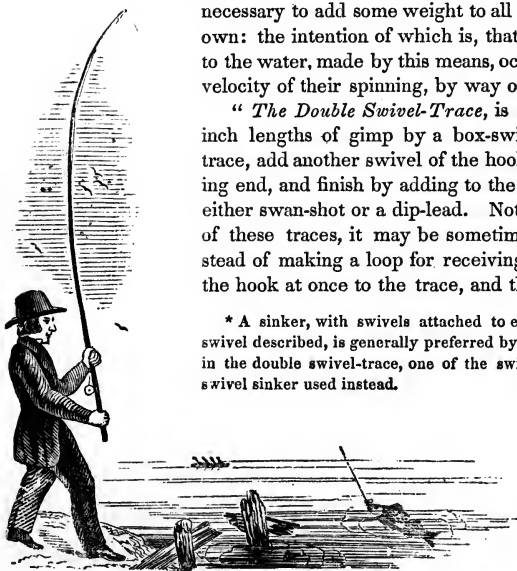 necessary to add some weight to all
own: the intention of which is, that
to the water, made by this means, oc
velocity of their spinning, by way o
“ The Double Swivel-Trace, is
inch lengths of gimp by a box-swi
trace, add another swivel of the hook
ing end, and finish by adding to the
either swan-shot or a dip-lead. Not
of these traces, it may be sometim
stead of making a loop for receiving
the hook at once to the trace, and th
* A sinker, with swivels attached to e
swivel described, is generally preferred by
in the double swivel-trace, one of the sw
swivel sinker used instead.